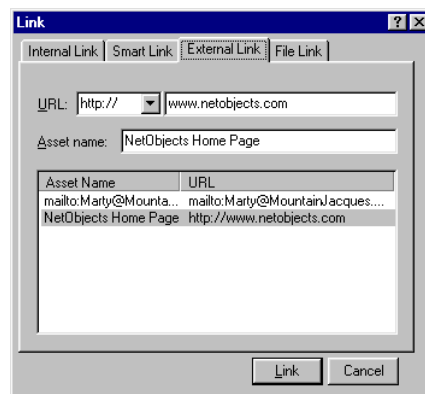 Link
Internal Link Smart Link External Link File Link
URL: http:// www.netobjects.com
Asset name: NetObjects Home Page
Asset Name URL
mailto:Marty@Mounta... mailto:Marty@MountainJacques....
NetObjects Home Page http://www.netobjects.com
Link Cancel